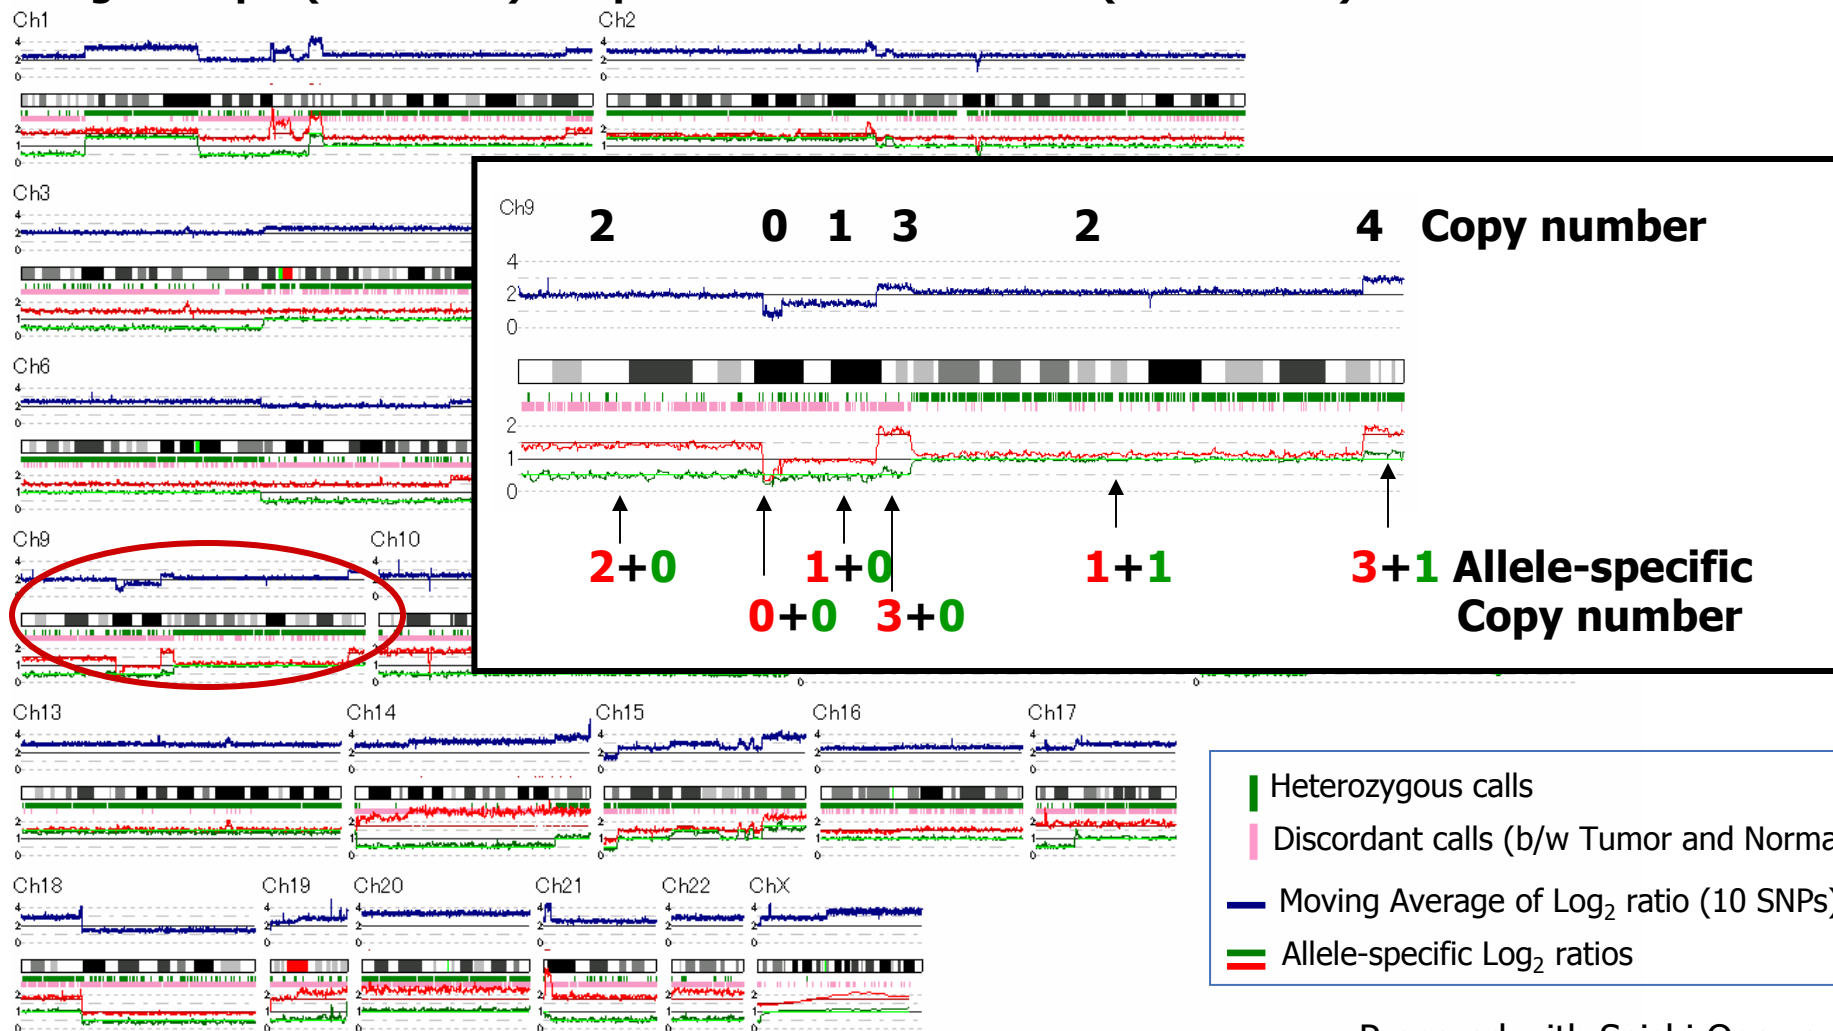 Ch1
Ch2
Ch3
Ch6
Ch9
Ch10
Ch9
2 0 1 3 2 4 Copy number
4
2
0
2
1
0
2+0 1+0 1+1 3+1 Allele-specific
0+0 3+0 Copy number
Ch13 Ch14 Ch15 Ch16 Ch17
Ch18 Ch19 Ch20 Ch21 Ch22 ChX
Heterozygous calls
Discordant calls (b/w Tumor and Norma
Moving Average of Log2 ratio (10 SNPs)
Allele-specific Log2 ratios